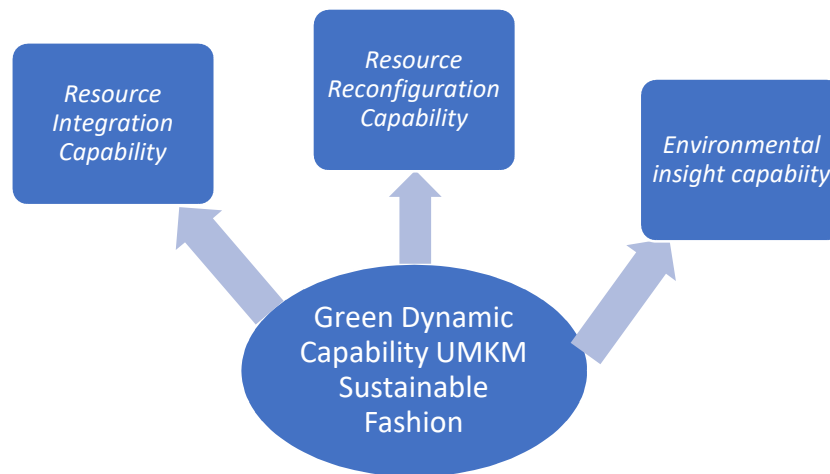 Resource
Integration
Capability
Resource
Reconfiguration
Capability
Environmental
insight capabiity
Green Dynamic
Capability UMKM
Sustainable
Fashion